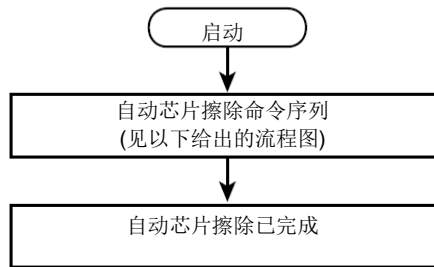 启动
自动芯片擦除命令序列
(见以下给出的流程图)
自动芯片擦除已完成